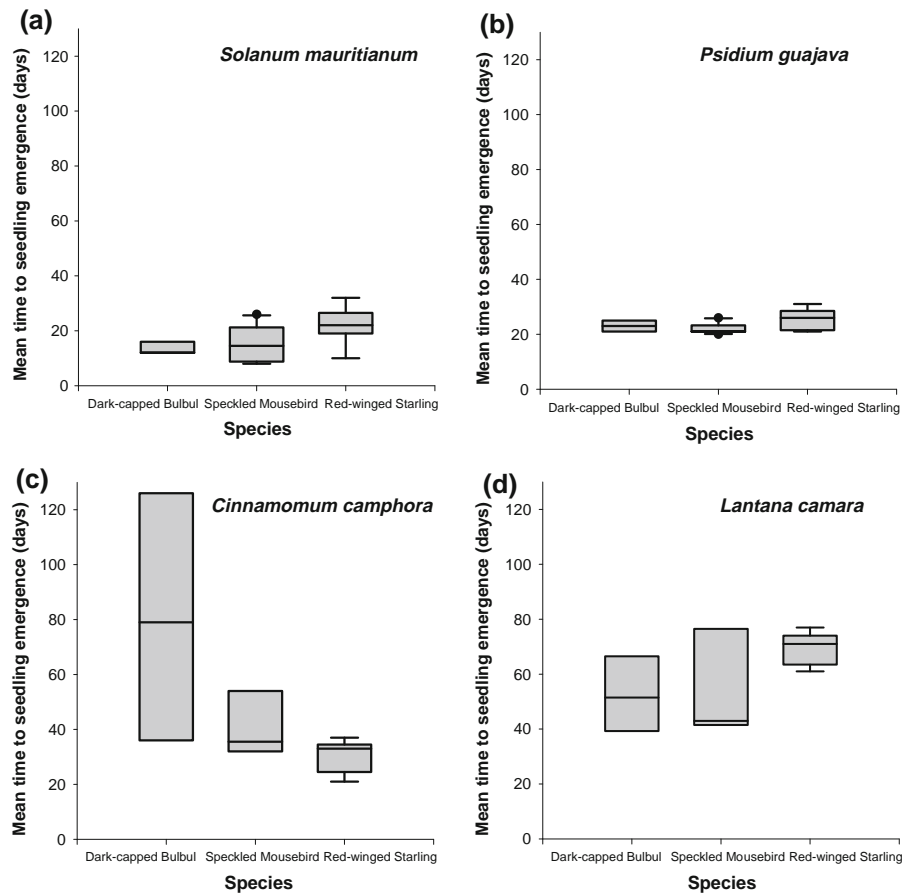 (a)
Solanum mauritianum
Mean time to seedling emergence (days)
120
100
80
60
40
20
0
Dark-capped Bulbul Speckled Mousebird Red-winged Starling
Species
(b)
Psidium guajava
Mean time to seedling emergence (days)
120
100
80
60
40
20
0
Dark-capped Bulbul Speckled Mousebird Red-winged Starling
Species
(c)
Cinnamomum camphora
Mean time to seedling emergence (days)
120
100
80
60
40
20
0
Dark-capped Bulbul Speckled Mousebird Red-winged Starling
Species
(d)
Lantana camara
Mean time to seedling emergence (days)
120
100
80
60
40
20
0
Dark-capped Bulbul Speckled Mousebird Red-winged Starling
Species